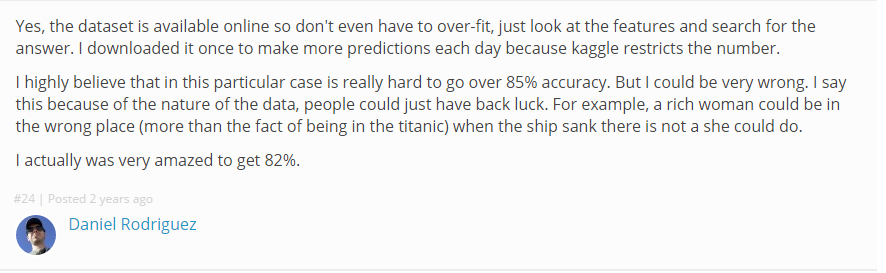 Yes, the dataset is available online so don't even have to over-fit, just look at the features and search for the
answer. I downloaded it once to make more predictions each day because kaggle restricts the number.
I highly believe that in this particular case is really hard to go over 85% accuracy. But I could be very wrong. I say
this because of the nature of the data, people could just have back luck. For example, a rich woman could be in
the wrong place (more than the fact of being in the titanic) when the ship sank there is not a she could do.
I actually was very amazed to get 82%.
#24 | Posted 2 years ago
Daniel Rodriguez